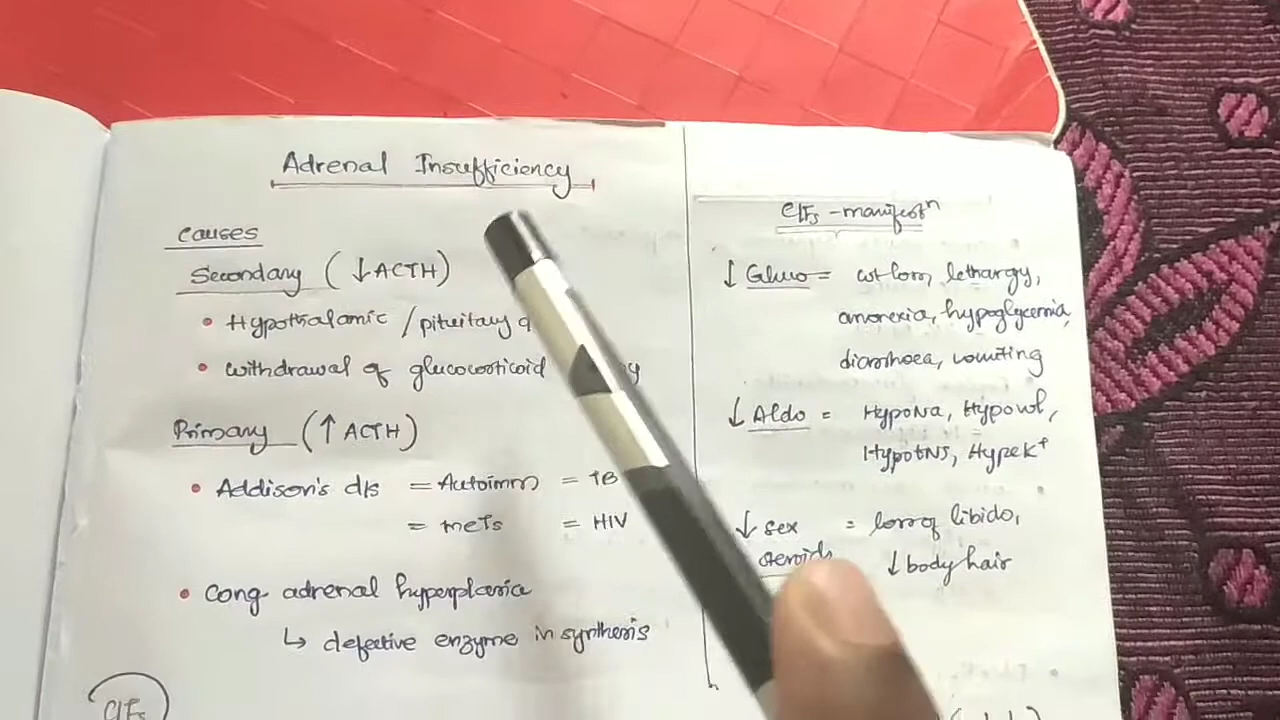 Adrenal Insufficiency
Causes
Secondary (↓ACTH)
• Hypothalamic / pituitary
• withdrawal of glucocorticoid
Primary (↑ ACTH)
• Addison's d/s = Autoimm = TB
= mets = HIV
• Cong adrenal hyperplasia
↳ defective enzyme in synthesis
C/Fs
C/Fs - manifestⁿ
↓ Gluco = wt loss, lethargy,
anorexia, hypoglycemia,
diarrhoea, vomiting
↓ Aldo = HypoNa, Hypovol,
HypotNs, HypeK⁺
↓ sex = loss of libido,
steroids ↓ body hair